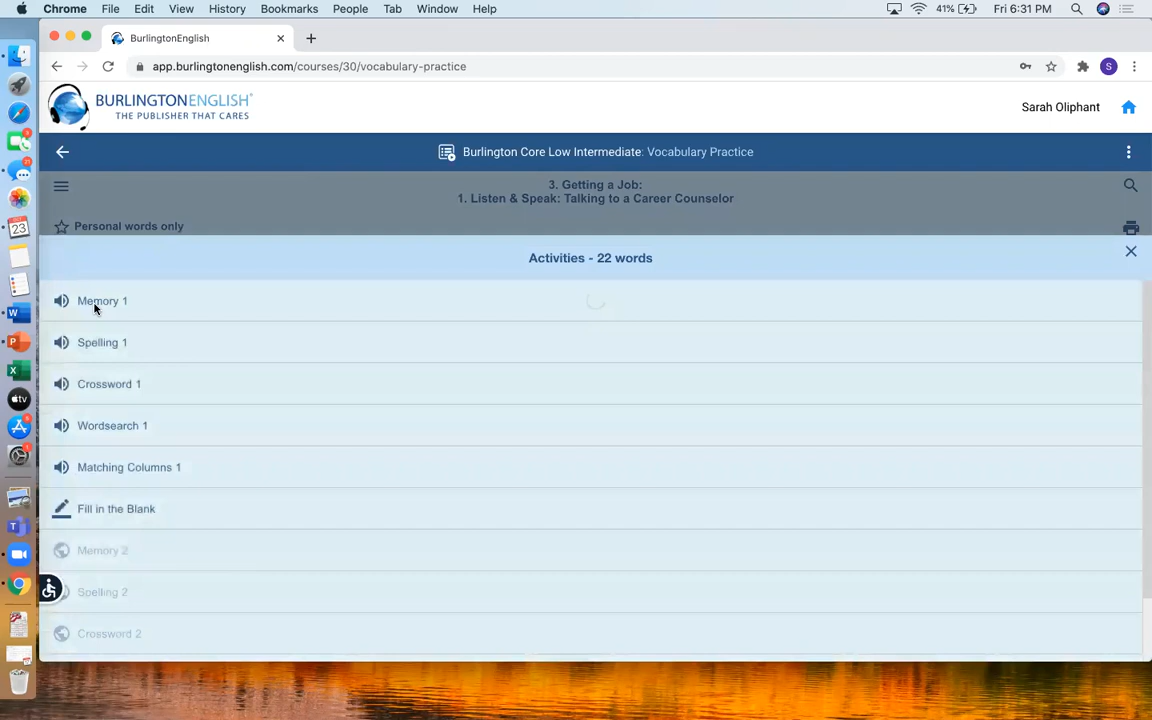 Chrome File Edit View History Bookmarks People Tab Window Help 41% Fri 6:31 PM
BurlingtonEnglish
app.burlingtonenglish.com/courses/30/vocabulary-practice
S
BURLINGTONENGLISH®
THE PUBLISHER THAT CARES
Sarah Oliphant
Burlington Core Low Intermediate: Vocabulary Practice
3. Getting a Job:
1. Listen & Speak: Talking to a Career Counselor
Personal words only
Activities - 22 words
Memory 1
Spelling 1
Crossword 1
Wordsearch 1
Matching Columns 1
Fill in the Blank
Memory 2
Spelling 2
Crossword 2
23
tv